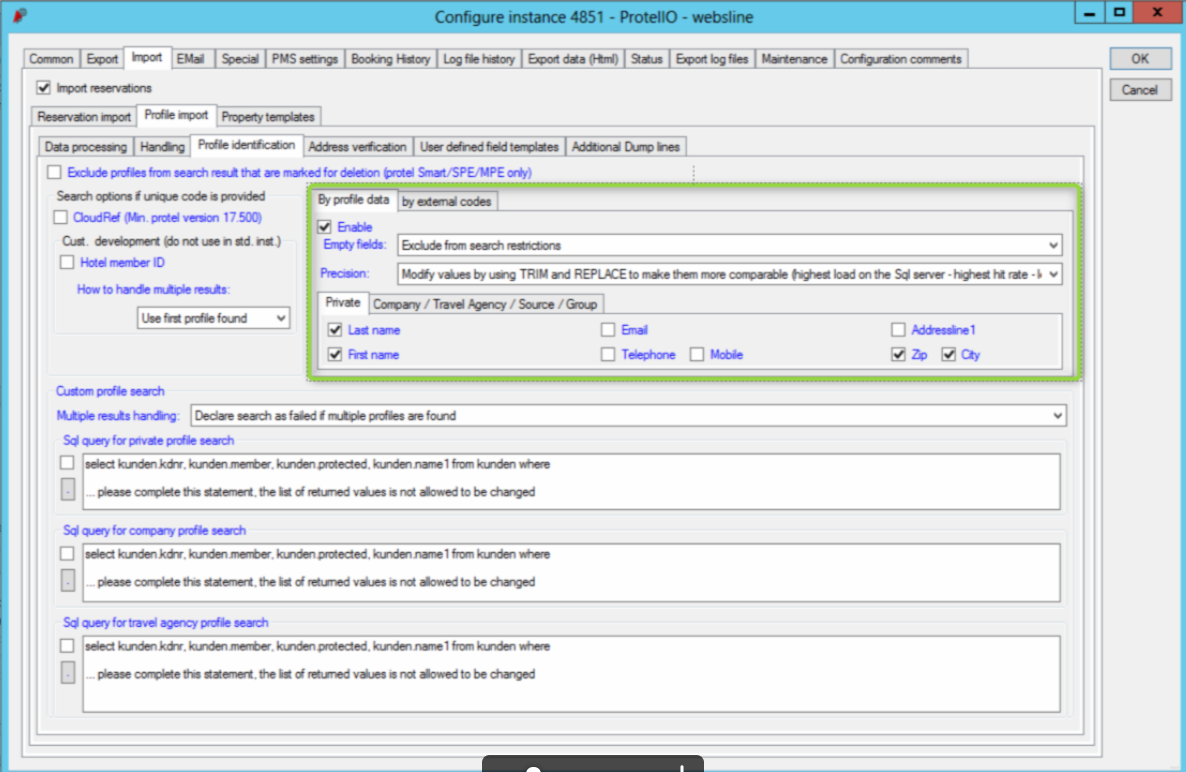 Configure instance 4851 - ProtelIO - websline
Common Export Import EMail Special PMS settings Booking History Log file history Export data (Html) Status Export log files Maintenance Configuration comments
OK
Cancel
Import reservations
Reservation import Profile import Property templates
Data processing Handling Profile identification Address verification User defined field templates Additional Dump lines
Exclude profiles from search result that are marked for deletion (protel Smart/SPE/MPE only)
Search options if unique code is provided
CloudRef (Min. protel version 17.500)
Cust. development (do not use in std. inst.)
Hotel member ID
How to handle multiple results:
Use first profile found
By profile data by external codes
Enable
Empty fields: Exclude from search restrictions
Precision: Modify values by using TRIM and REPLACE to make them more comparable (highest load on the Sql server - highest hit rate -
Private Company / Travel Agency / Source / Group
Last name Email Addressline1
First name Telephone Mobile Zip City
Custom profile search
Multiple results handling: Declare search as failed if multiple profiles are found
Sql query for private profile search
select kunden.kdnr, kunden.member, kunden.protected, kunden.name1 from kunden where
... please complete this statement, the list of returned values is not allowed to be changed
Sql query for company profile search
select kunden.kdnr, kunden.member, kunden.protected, kunden.name1 from kunden where
... please complete this statement, the list of returned values is not allowed to be changed
Sql query for travel agency profile search
select kunden.kdnr, kunden.member, kunden.protected, kunden.name1 from kunden where
... please complete this statement, the list of returned values is not allowed to be changed